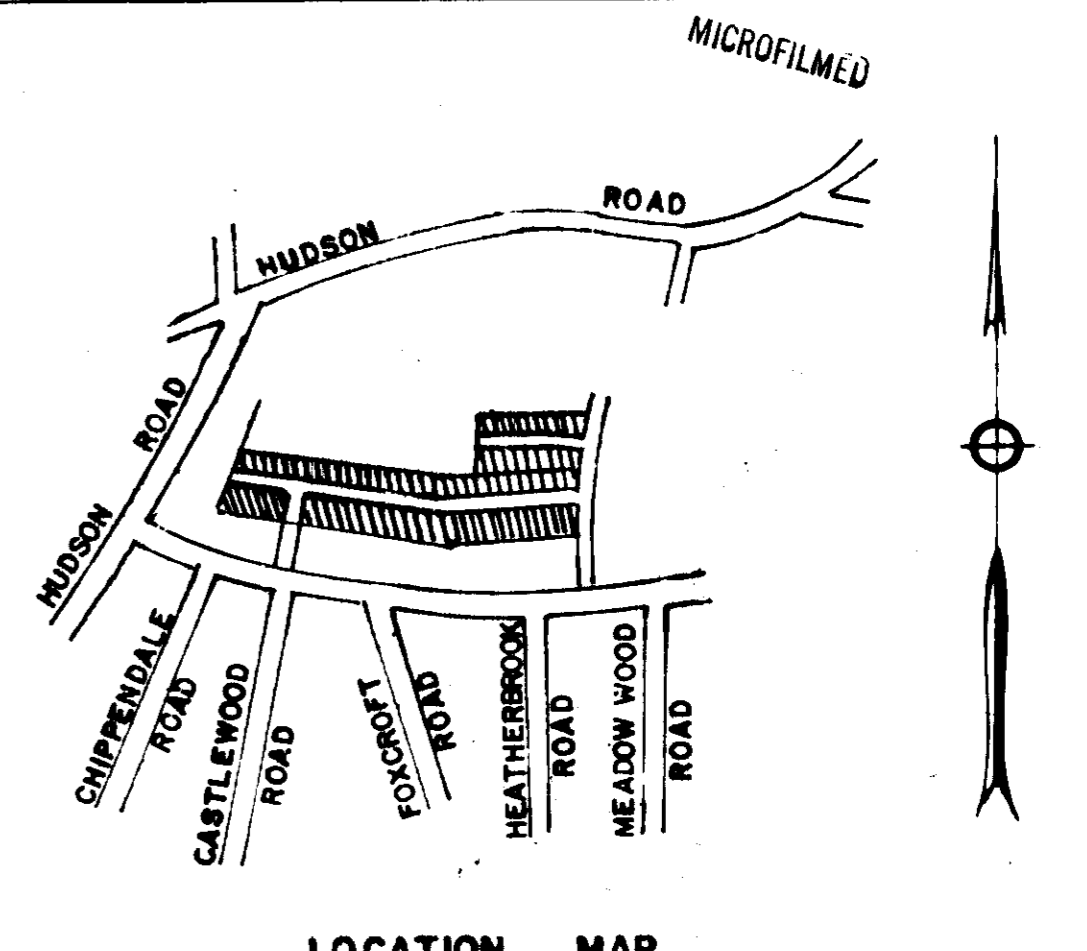 MICROFILMED
HUDSON ROAD
HUDSON ROAD
CHIPPENDALE ROAD
CASTLEWOOD ROAD
FOXCROFT ROAD
HEATHERBROOK ROAD
MEADOW WOOD ROAD
LOCATION MAP